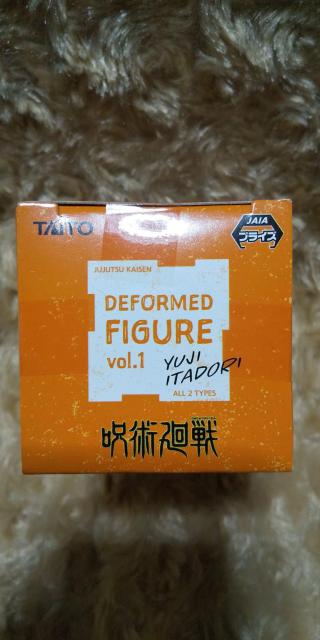 TAITO
JAIA
プライズ
JUJUTSU KAISEN
DEFORMED
FIGURE
vol.1
YUJI
ITADORI
ALL 2 TYPES
呪術廻戦